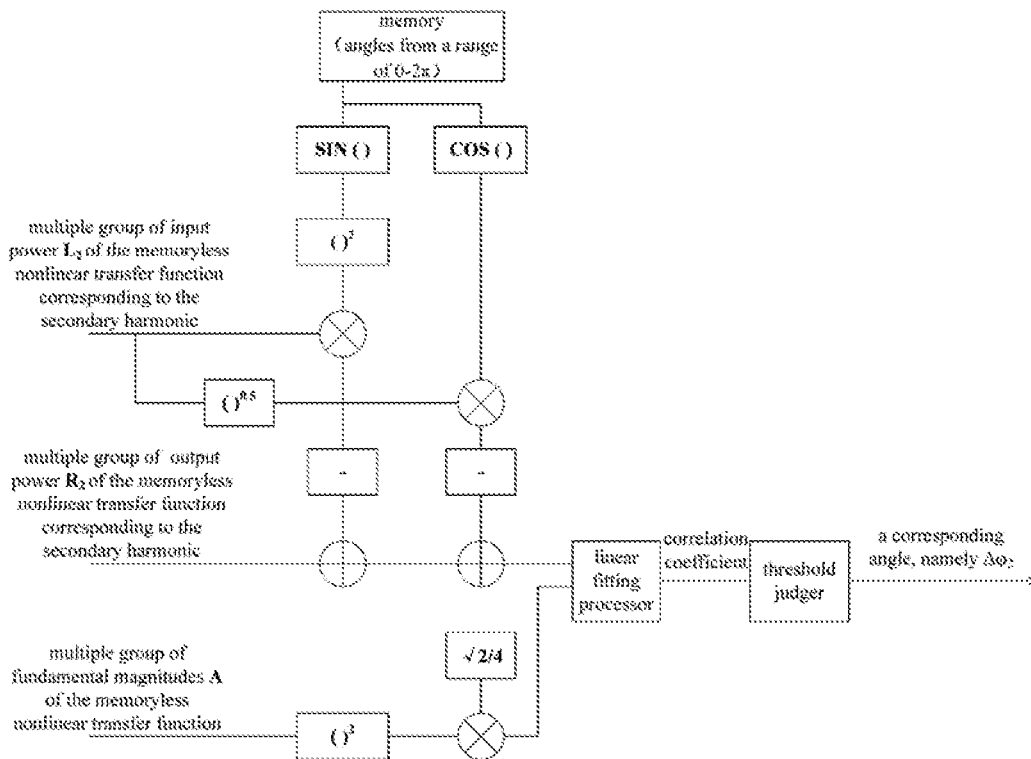 memory
(angles from a range
of 0-2π)
SIN ( )
COS ( )
( )²
multiple group of input
power L₂ of the memoryless
nonlinear transfer function
corresponding to the
secondary harmonic
( )⁰·⁵
multiple group of output
power R₂ of the memoryless
nonlinear transfer function
corresponding to the
secondary harmonic
-
-
linear
fitting
processor
correlation
coefficient
threshold
judger
a corresponding
angle, namely Δφ₂
√2/4
multiple group of
fundamental magnitudes A
of the memoryless
nonlinear transfer function
( )²